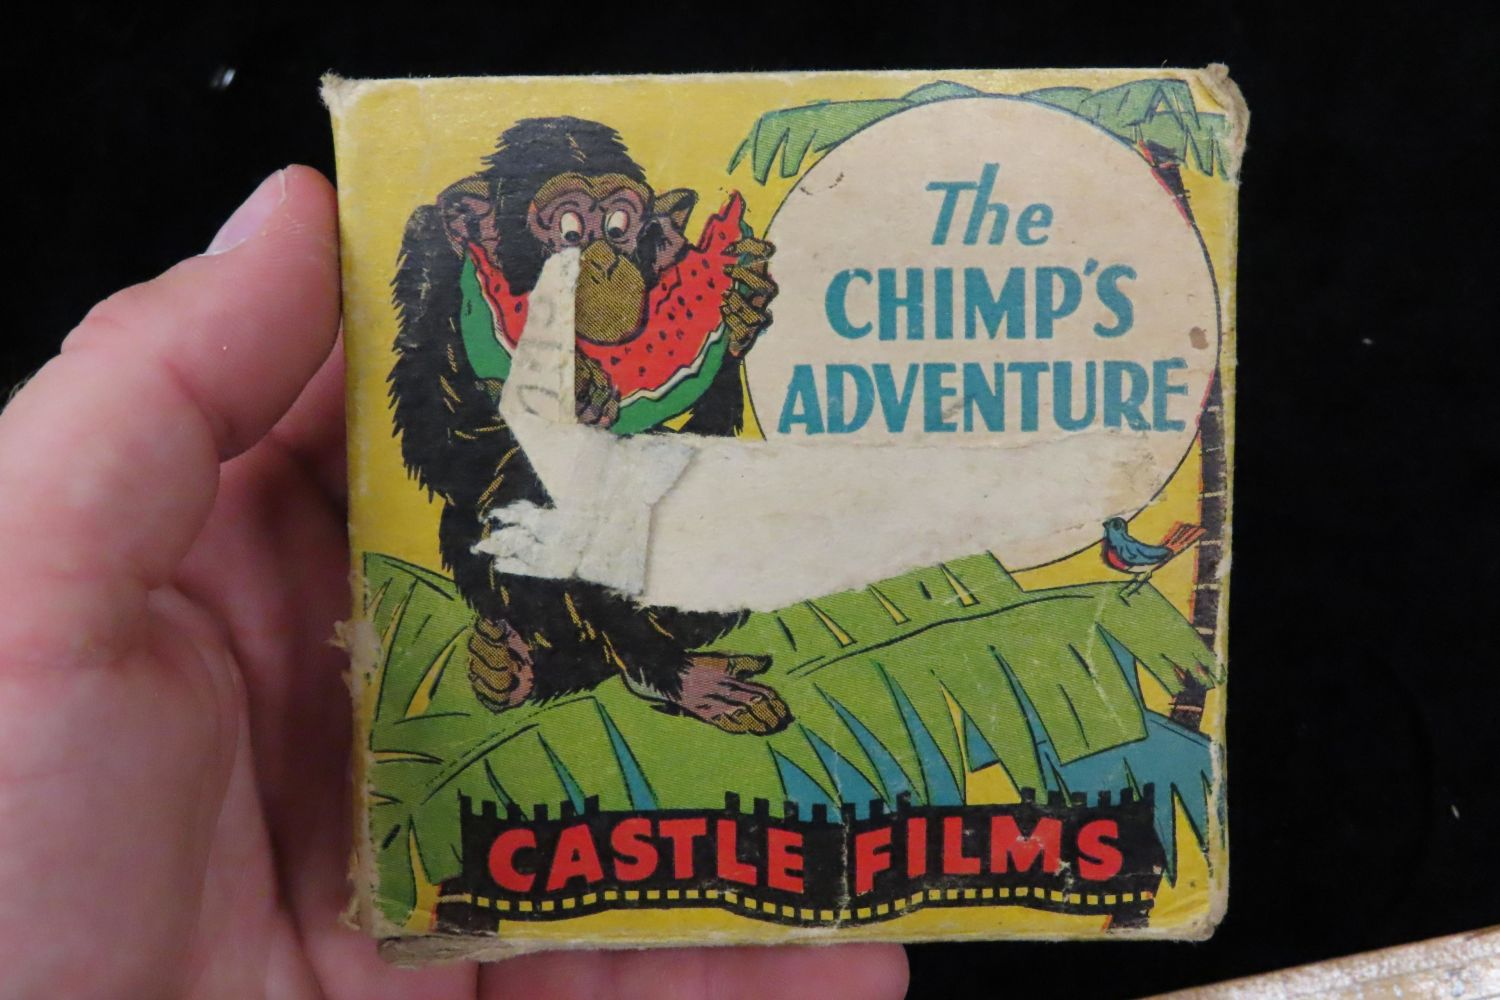 The
CHIMP'S
ADVENTURE
CASTLE FILMS